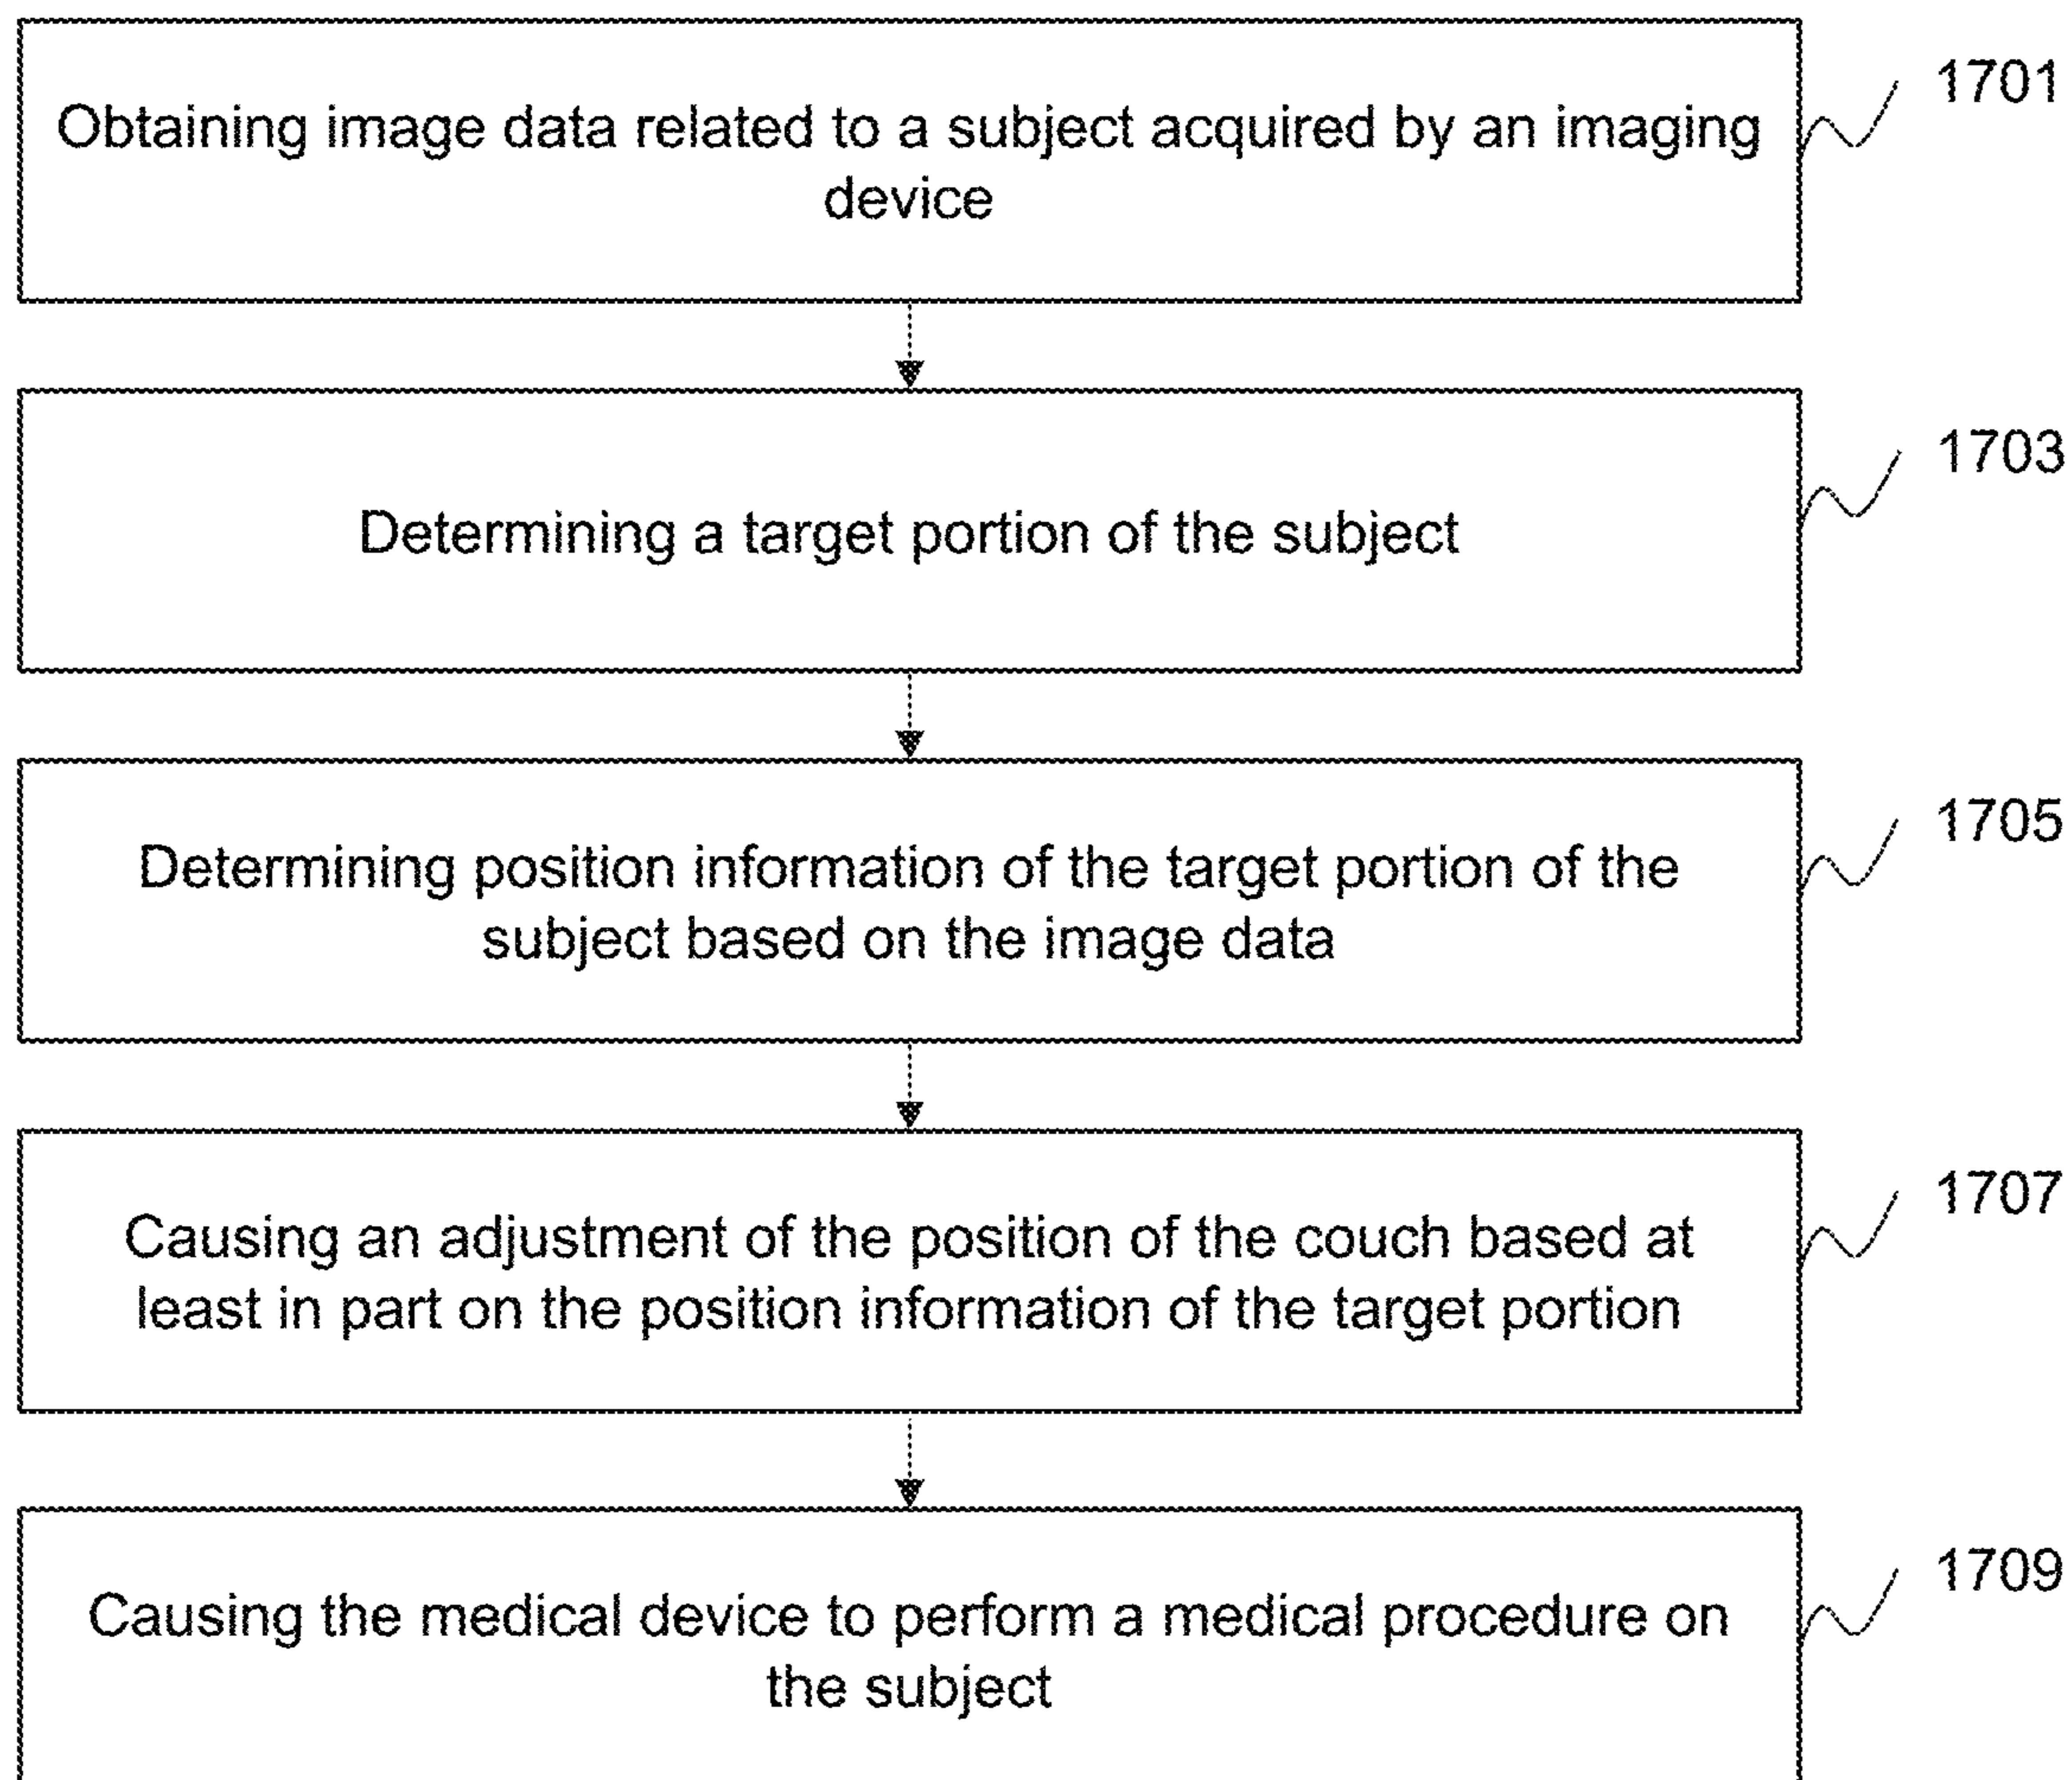 Obtaining image data related to a subject acquired by an imaging
device
1701
Determining a target portion of the subject
1703
Determining position information of the target portion of the
subject based on the image data
1705
Causing an adjustment of the position of the couch based at
least in part on the position information of the target portion
1707
Causing the medical device to perform a medical procedure on
the subject
1709